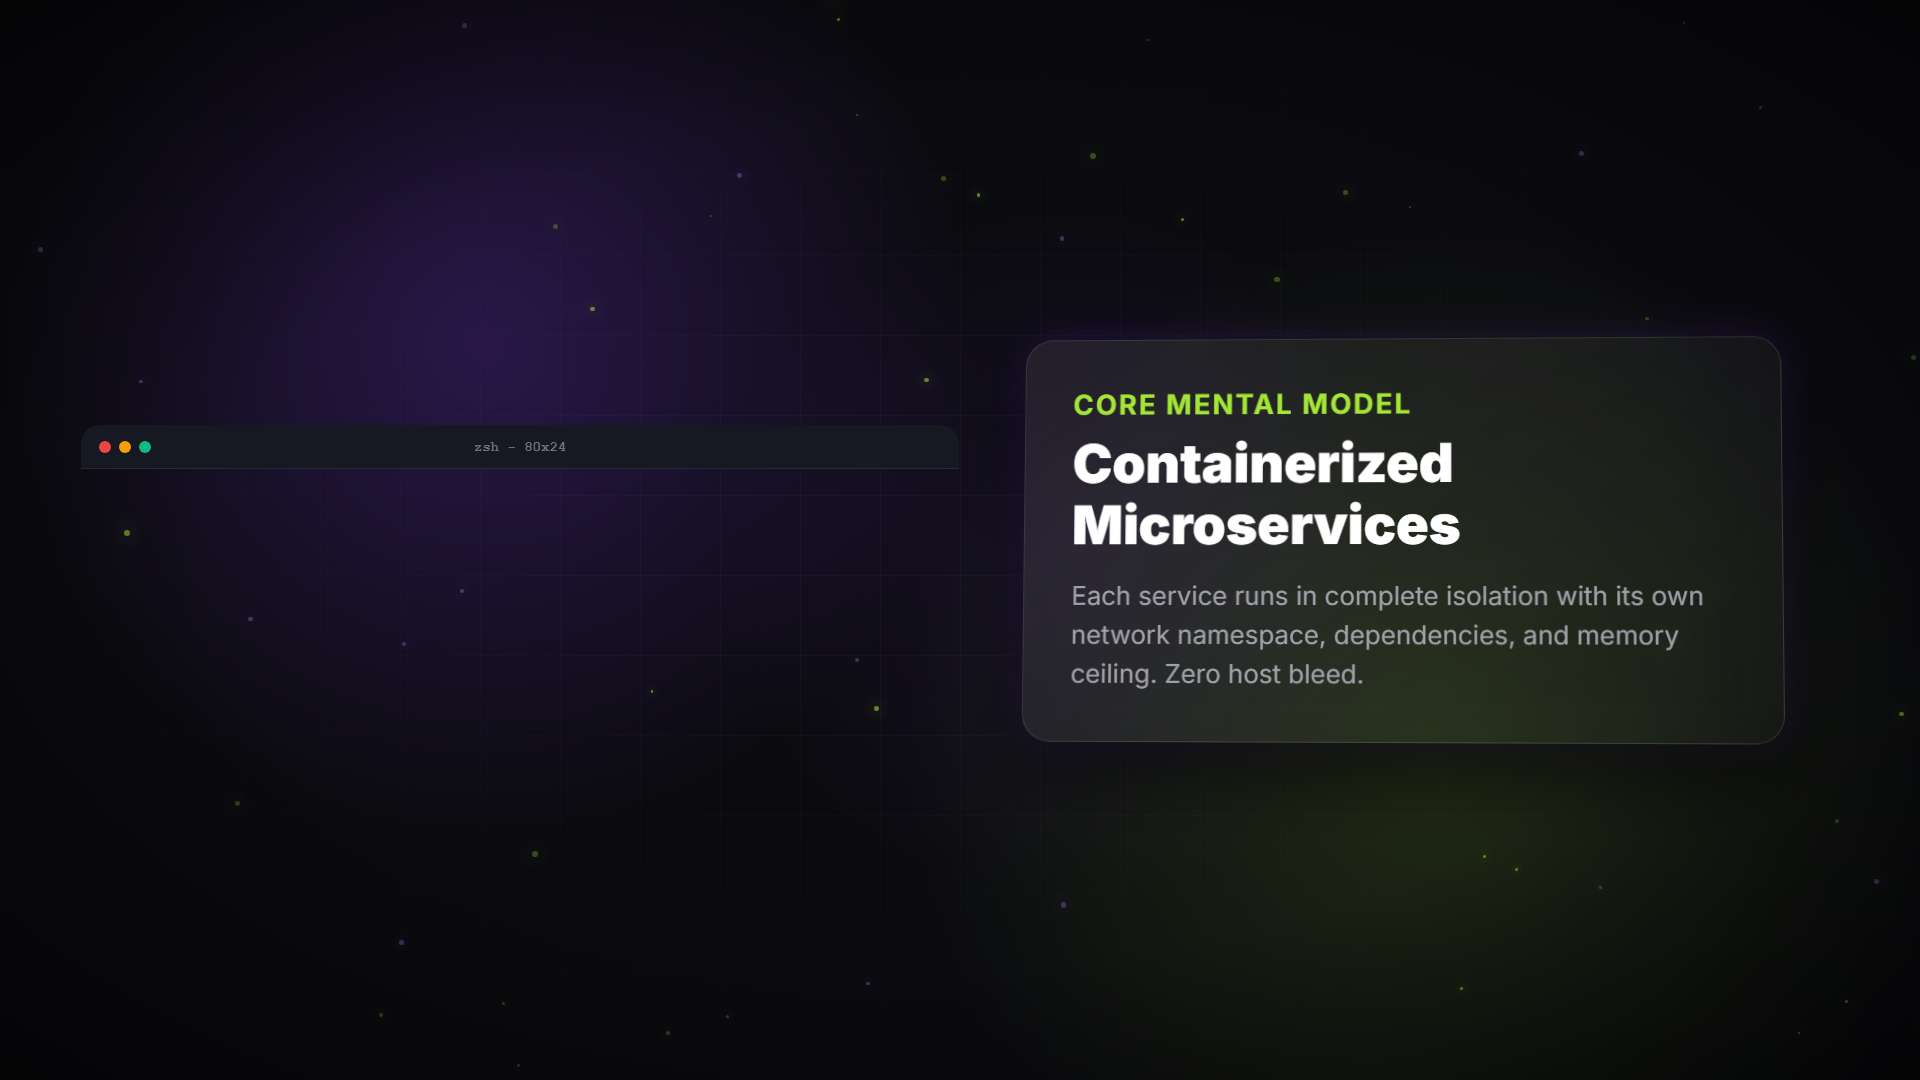 zsh – 80x24
CORE MENTAL MODEL
Containerized
Microservices
Each service runs in complete isolation with its own
network namespace, dependencies, and memory
ceiling. Zero host bleed.